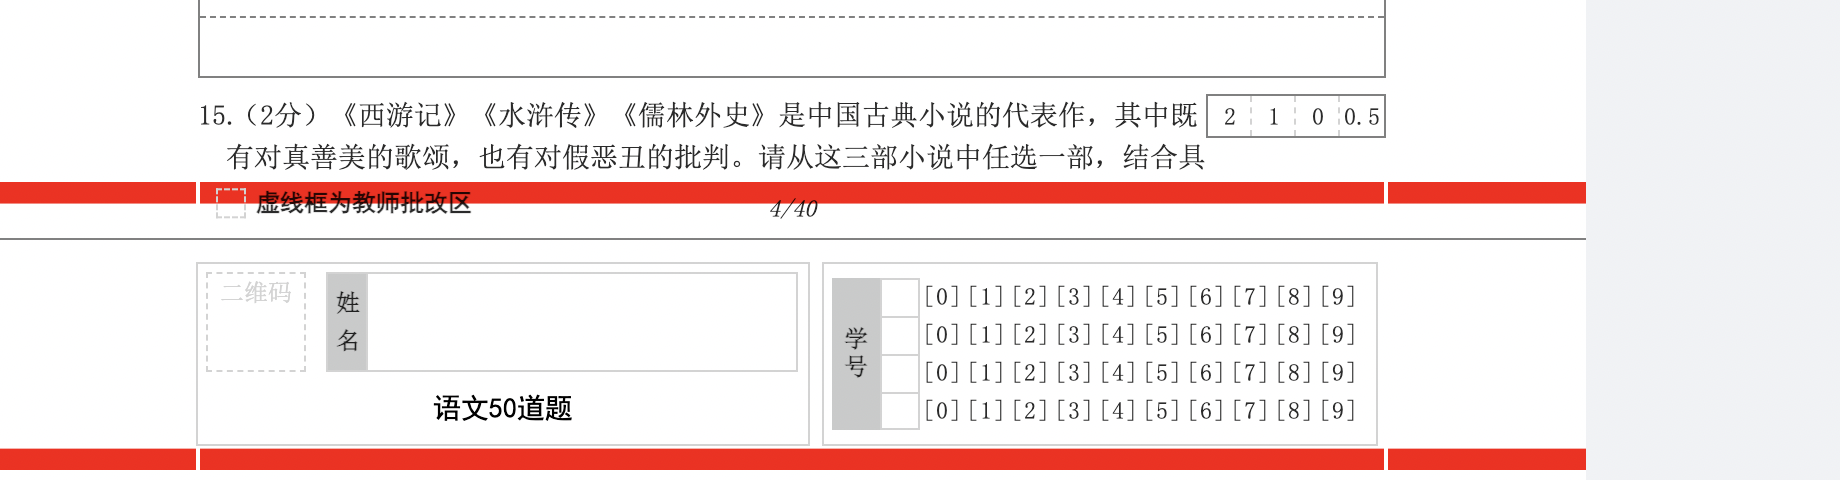 15.（2分）《西游记》《水浒传》《儒林外史》是中国古典小说的代表作，其中既
2 1 0 0.5
有对真善美的歌颂，也有对假恶丑的批判。请从这三部小说中任选一部，结合具
虚线框为教师批改区
4/40
二维码
姓名
语文50道题
学号
[0][1][2][3][4][5][6][7][8][9]
[0][1][2][3][4][5][6][7][8][9]
[0][1][2][3][4][5][6][7][8][9]
[0][1][2][3][4][5][6][7][8][9]